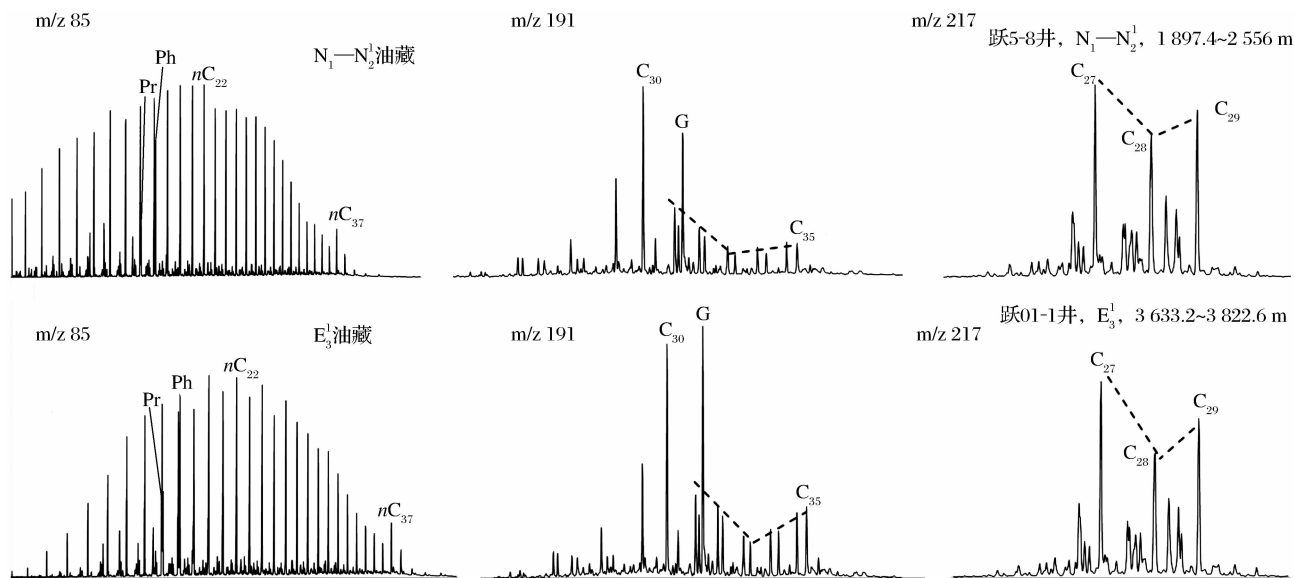 m/z 85
N₁—N₂¹油藏
Pr
Ph
nC₂₂
nC₃₇
m/z 191
C₃₀
G
C₃₅
m/z 217
跃5-8井，N₁—N₂¹，1 897.4~2 556 m
C₂₇
C₂₈
C₂₉
m/z 85
E₃¹油藏
Pr
Ph
nC₂₂
nC₃₇
m/z 191
C₃₀
G
C₃₅
m/z 217
跃01-1井，E₃¹，3 633.2~3 822.6 m
C₂₇
C₂₈
C₂₉